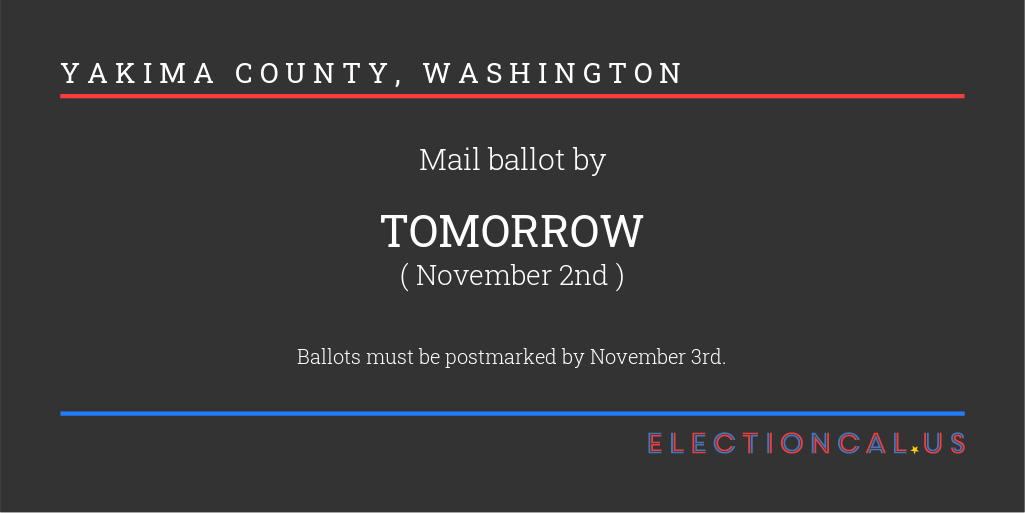 YAKIMA COUNTY, WASHINGTON
Mail ballot by
TOMORROW
( November 2nd )
Ballots must be postmarked by November 3rd.
ELECTIONCAL.US